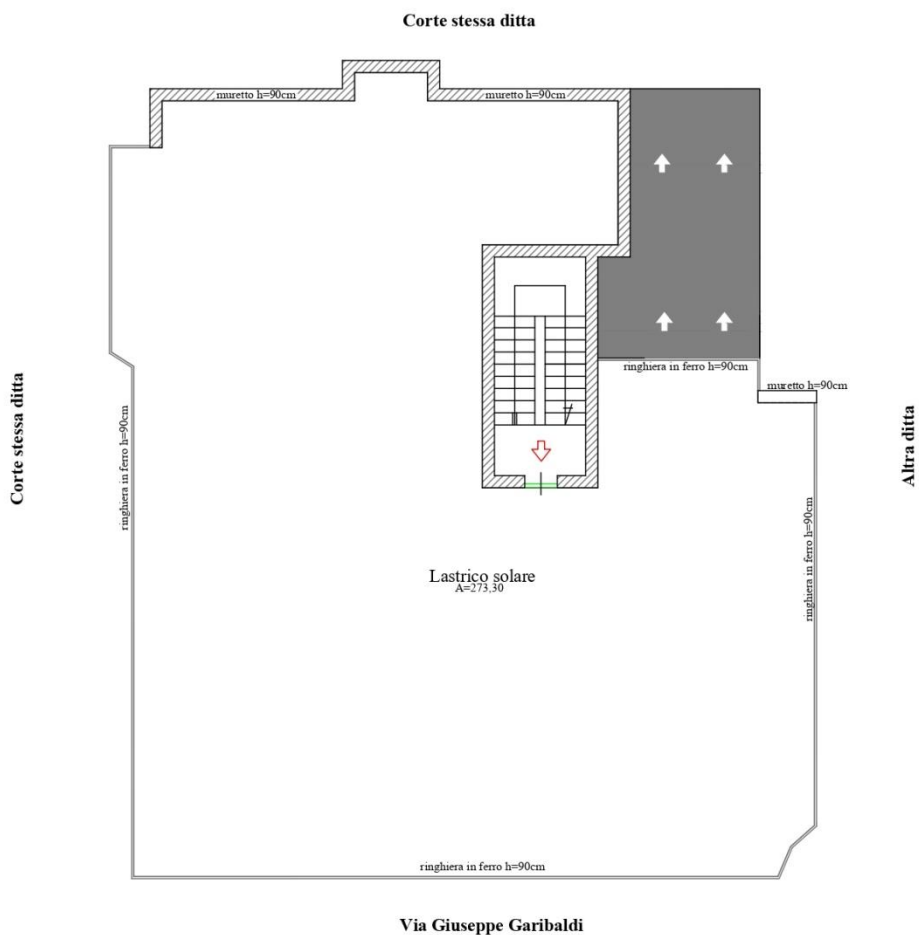 Corte stessa ditta
muretto h=90cm
muretto h=90cm
ringhiera in ferro h=90cm
muretto h=90cm
Corte stessa ditta
ringhiera in ferro h=90cm
Altra ditta
ringhiera in ferro h=90cm
Lastrico solare
A=273,30
ringhiera in ferro h=90cm
Via Giuseppe Garibaldi